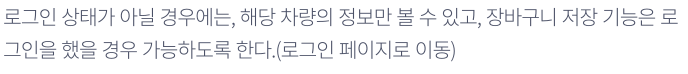 로그인 상태가 아닐 경우에는, 해당 차량의 정보만 볼 수 있고, 장바구니 저장 기능은 로
그인을 했을 경우 가능하도록 한다.(로그인 페이지로 이동)